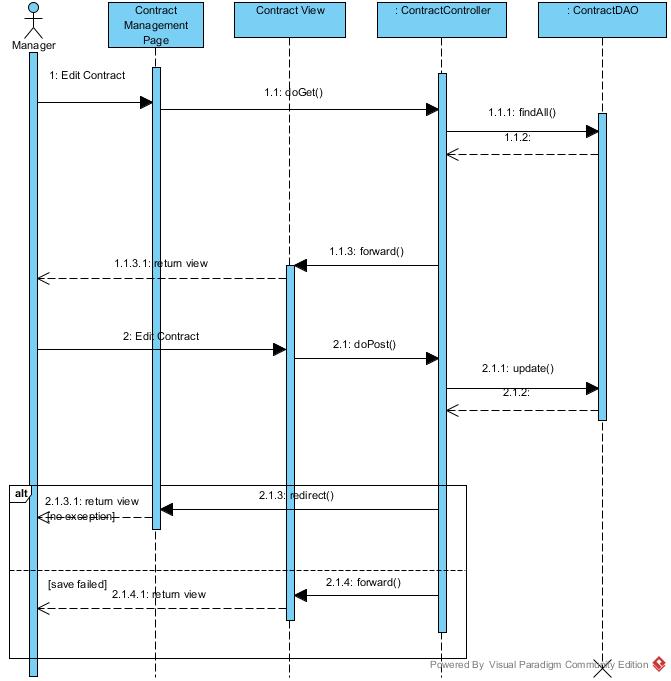 Contract
Management
Page
Contract View
: ContractController
: ContractDAO
Manager
1: Edit Contract
1.1: doGet()
1.1.1: findAll()
1.1.2:
1.1.3: forward()
1.1.3.1: return view
2: Edit Contract
2.1: doPost()
2.1.1: update()
2.1.2:
alt
2.1.3: redirect()
2.1.3.1: return view
[no exception]
2.1.4: forward()
[save failed]
2.1.4.1: return view
Powered By Visual Paradigm Community Edition